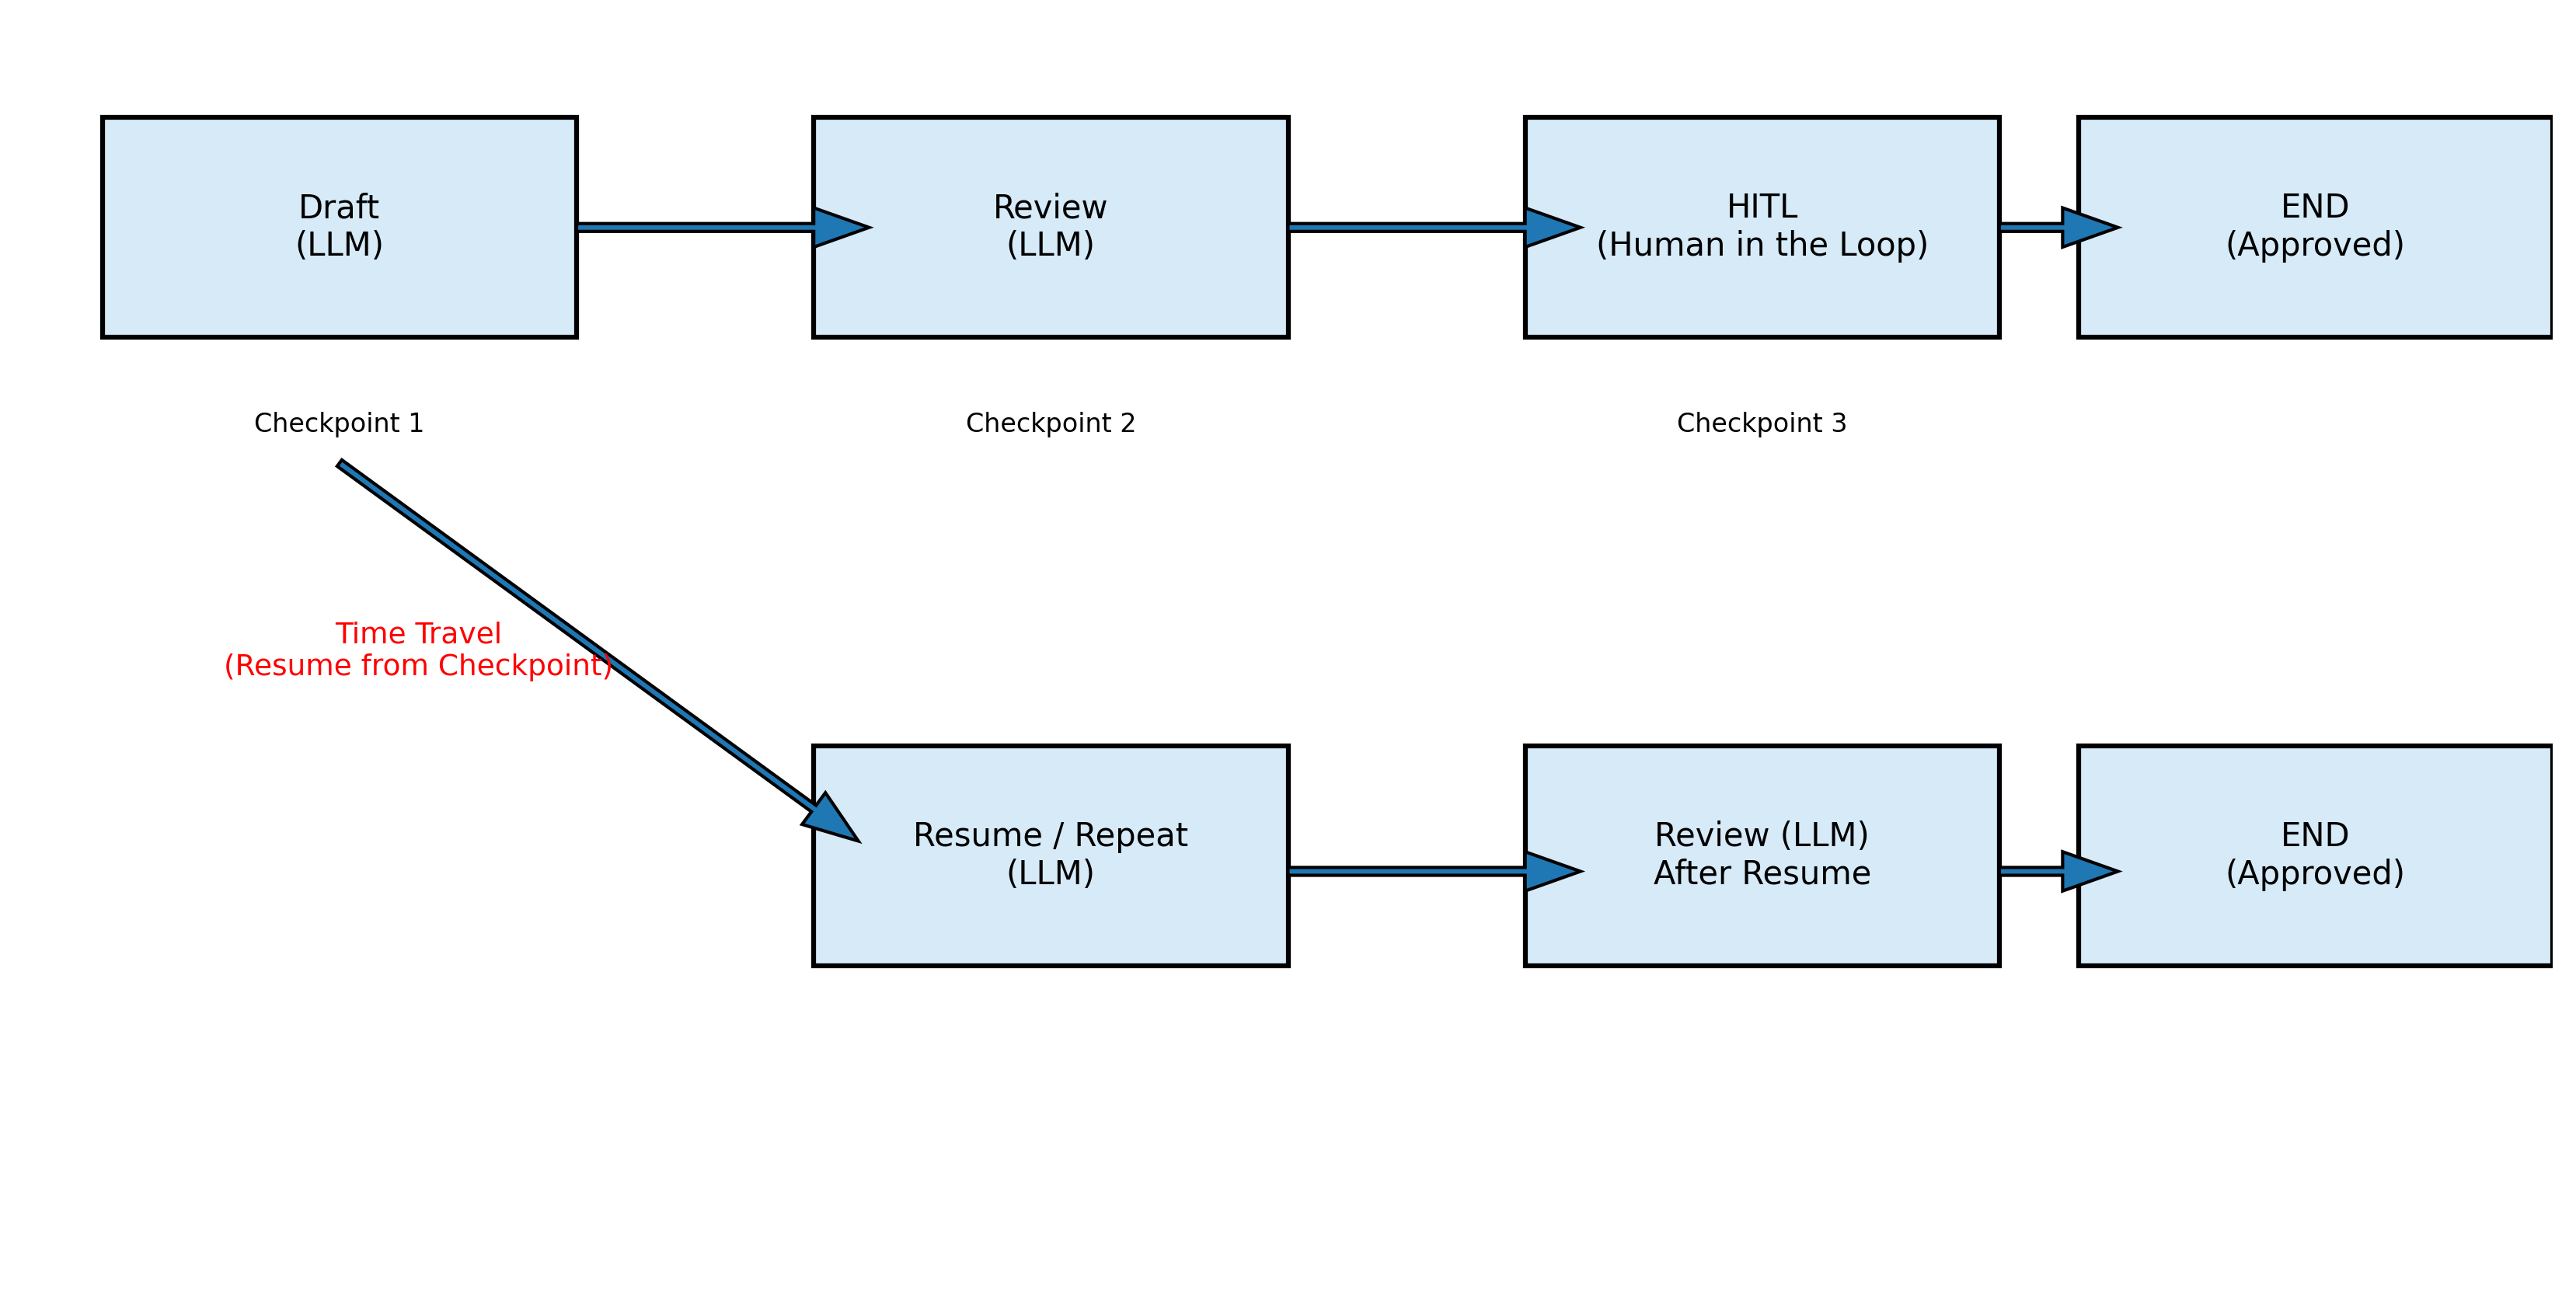 Draft
(LLM)
Review
(LLM)
HITL
(Human in the Loop)
END
(Approved)
Checkpoint 1
Checkpoint 2
Checkpoint 3
Time Travel
(Resume from Checkpoint)
Resume / Repeat
(LLM)
Review (LLM)
After Resume
END
(Approved)